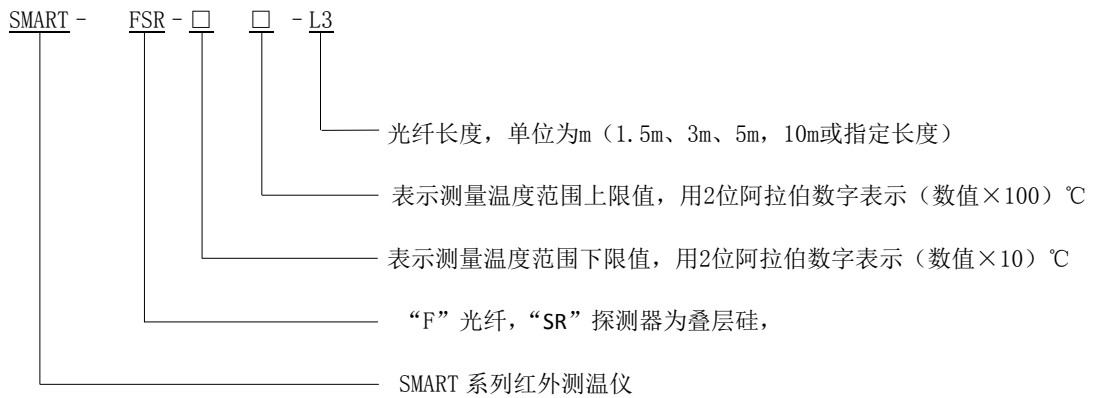 SMART- FSR-□ □ -L3
光纤长度，单位为m（1.5m、3m、5m，10m或指定长度）
表示测量温度范围上限值，用2位阿拉伯数字表示（数值×100）℃
表示测量温度范围下限值，用2位阿拉伯数字表示（数值×10）℃
“F”光纤，“SR”探测器为叠层硅，
SMART 系列红外测温仪